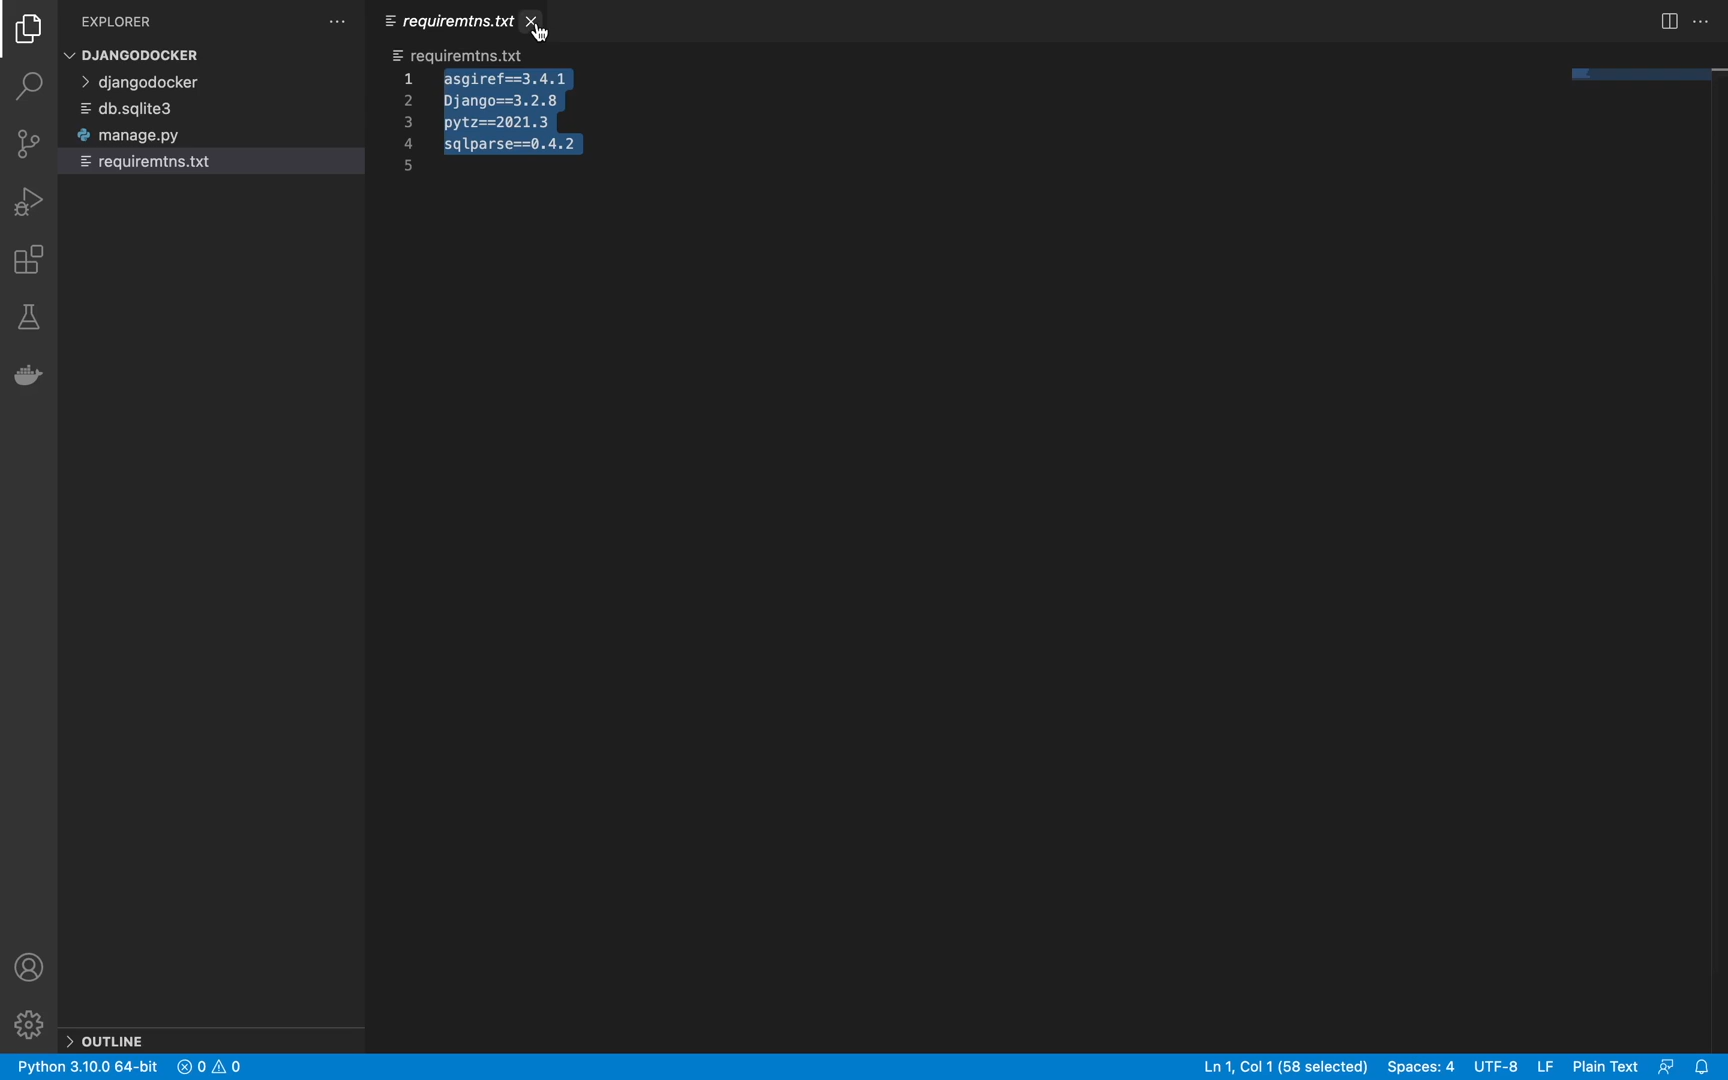 EXPLORER
DJANGODOCKER
djangodocker
db.sqlite3
manage.py
requiremtns.txt
OUTLINE
requiremtns.txt
requiremtns.txt
1 asgiref==3.4.1
2 Django==3.2.8
3 pytz==2021.3
4 sqlparse==0.4.2
5
Python 3.10.0 64-bit 0 0 Ln 1, Col 1 (58 selected) Spaces: 4 UTF-8 LF Plain Text